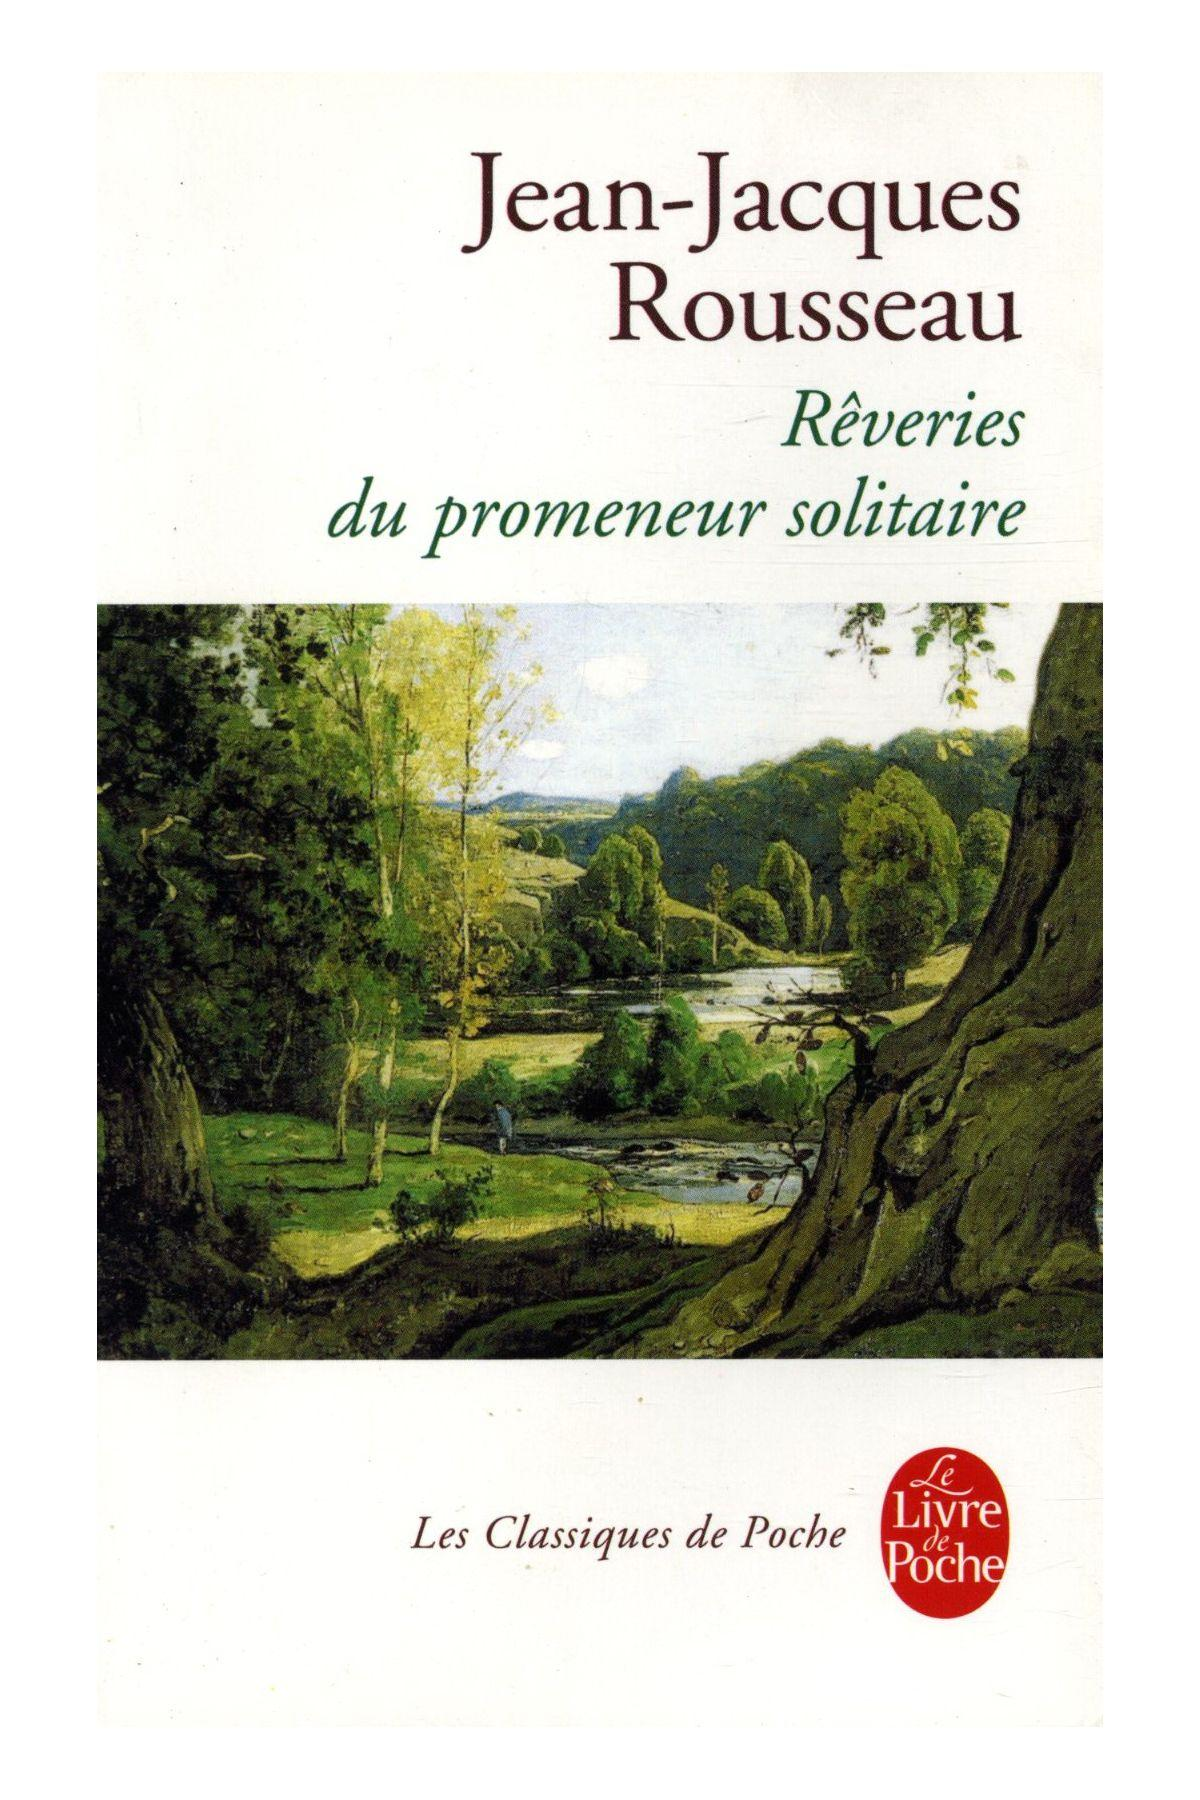 Jean-Jacques
Rousseau
Rêveries
du promeneur solitaire
Les Classiques de Poche
Le
Livre
de
Poche